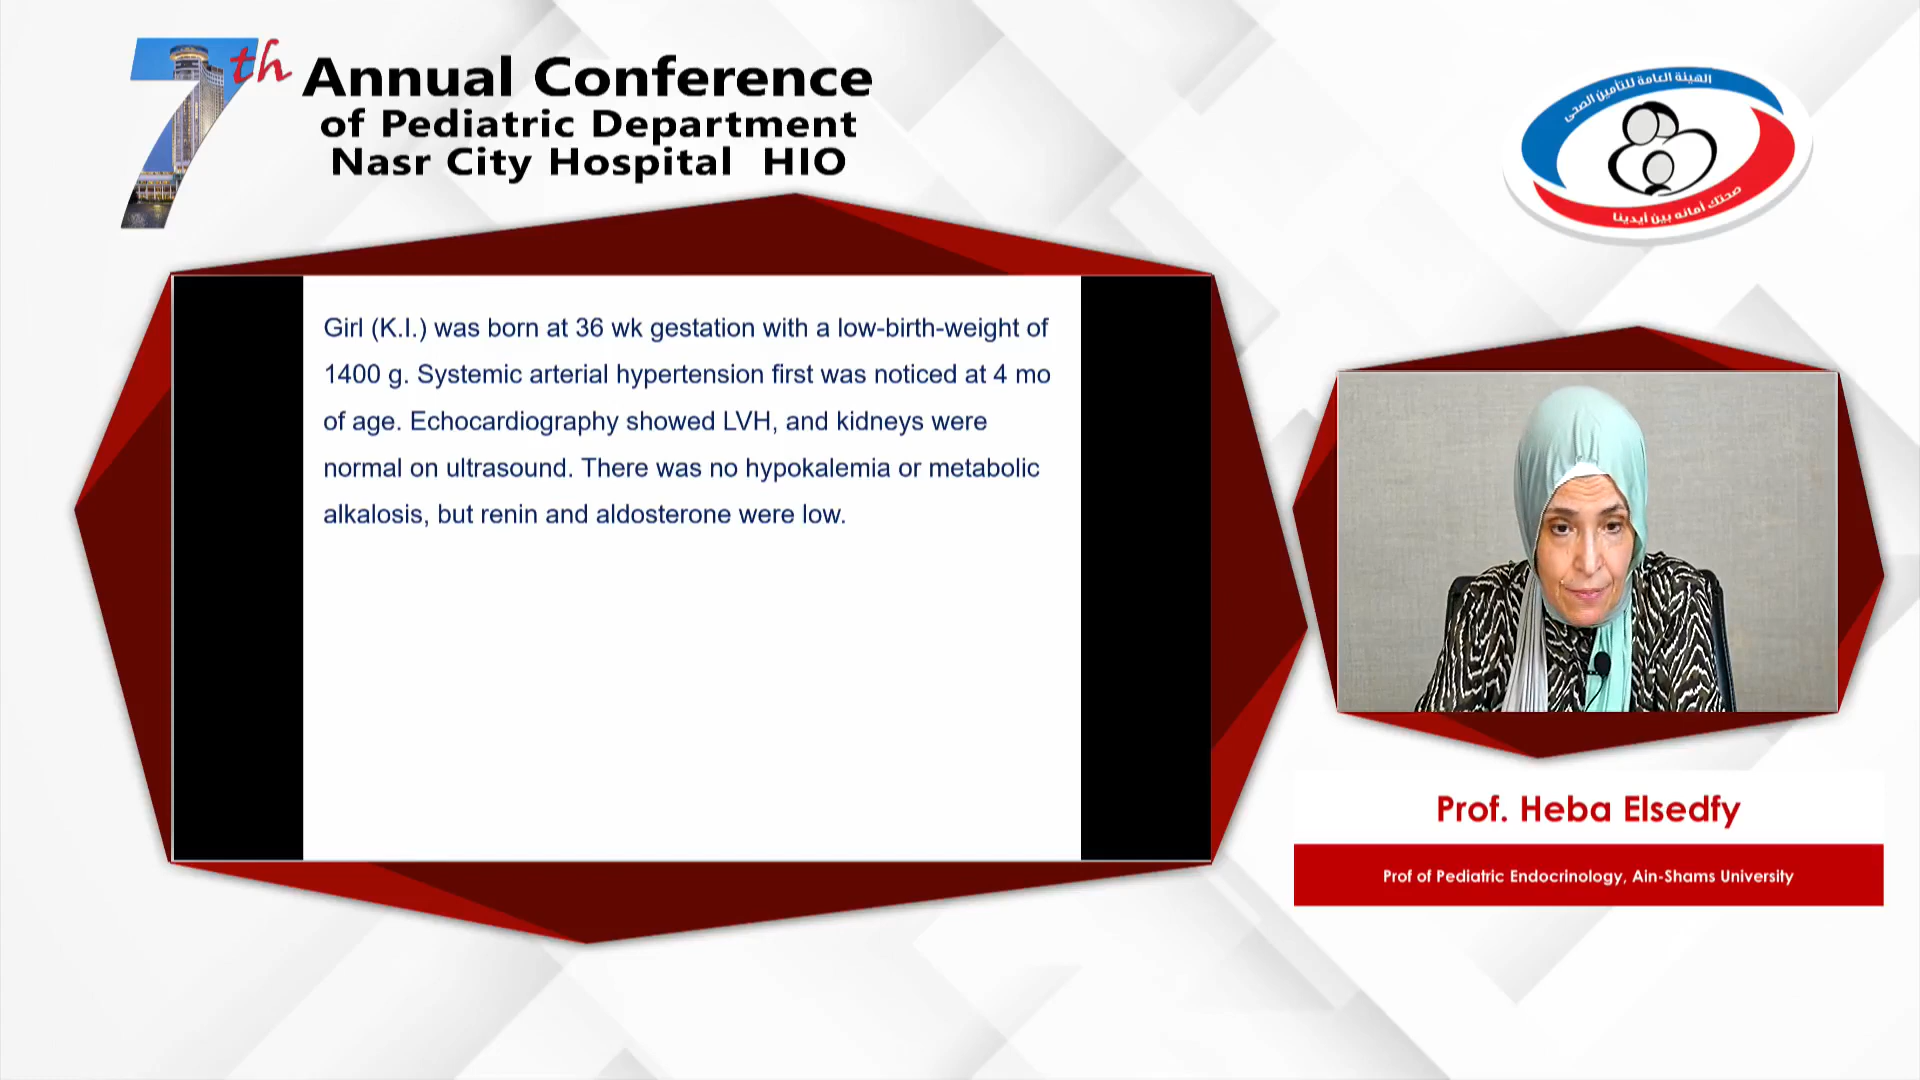 7th Annual Conference
of Pediatric Department
Nasr City Hospital HIO
الهيئة العامة للتأمين الصحى
صحتك أمانه بين أيدينا
Girl (K.I.) was born at 36 wk gestation with a low-birth-weight of
1400 g. Systemic arterial hypertension first was noticed at 4 mo
of age. Echocardiography showed LVH, and kidneys were
normal on ultrasound. There was no hypokalemia or metabolic
alkalosis, but renin and aldosterone were low.
Prof. Heba Elsedfy
Prof of Pediatric Endocrinology, Ain-Shams University